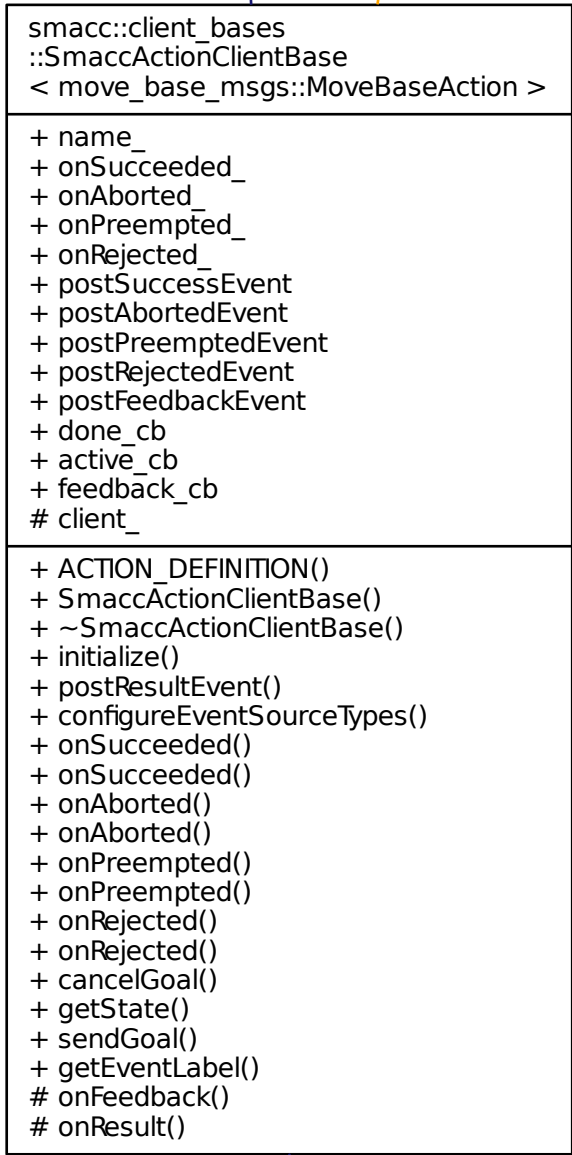 smacc::client_bases
::SmaccActionClientBase
< move_base_msgs::MoveBaseAction >
+ name_
+ onSucceeded_
+ onAborted_
+ onPreempted_
+ onRejected_
+ postSuccessEvent
+ postAbortedEvent
+ postPreemptedEvent
+ postRejectedEvent
+ postFeedbackEvent
+ done_cb
+ active_cb
+ feedback_cb
# client_
+ ACTION_DEFINITION()
+ SmaccActionClientBase()
+ ~SmaccActionClientBase()
+ initialize()
+ postResultEvent()
+ configureEventSourceTypes()
+ onSucceeded()
+ onSucceeded()
+ onAborted()
+ onAborted()
+ onPreempted()
+ onPreempted()
+ onRejected()
+ onRejected()
+ cancelGoal()
+ getState()
+ sendGoal()
+ getEventLabel()
# onFeedback()
# onResult()